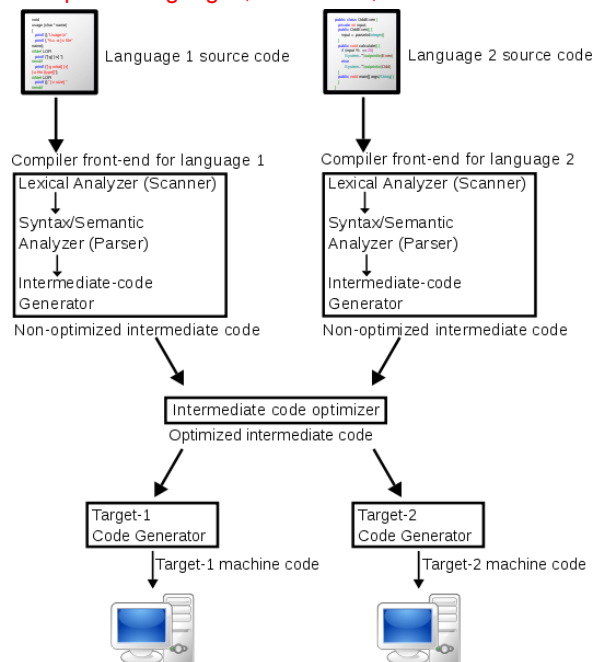 Language 1 source code
Language 2 source code
Compiler front-end for language 1
Compiler front-end for language 2
Lexical Analyzer (Scanner)
Syntax/Semantic
Analyzer (Parser)
Intermediate-code
Generator
Lexical Analyzer (Scanner)
Syntax/Semantic
Analyzer (Parser)
Intermediate-code
Generator
Non-optimized intermediate code
Non-optimized intermediate code
Intermediate code optimizer
Optimized intermediate code
Target-1
Code Generator
Target-2
Code Generator
Target-1 machine code
Target-2 machine code